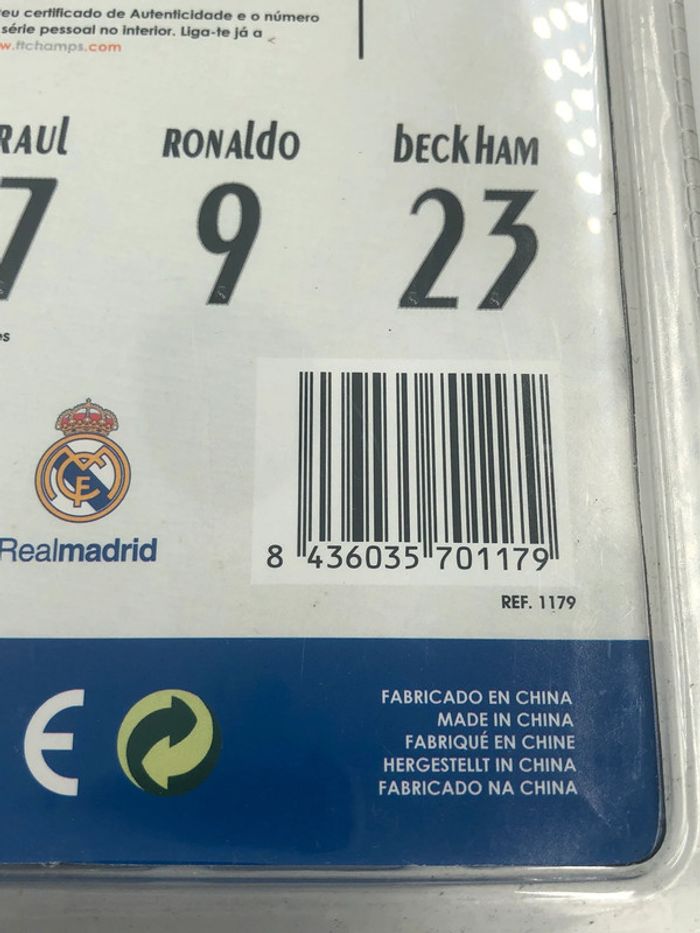 eu certificado de Autenticidade e o número
série pessoal no interior. Liga-te já a
w.ftchamps.com
RAUL RONALDO BECKHAM
7 9 23
Realmadrid
8 436035 701179
REF. 1179
CE
FABRICADO EN CHINA
MADE IN CHINA
FABRIQUÉ EN CHINE
HERGESTELLT IN CHINA
FABRICADO NA CHINA